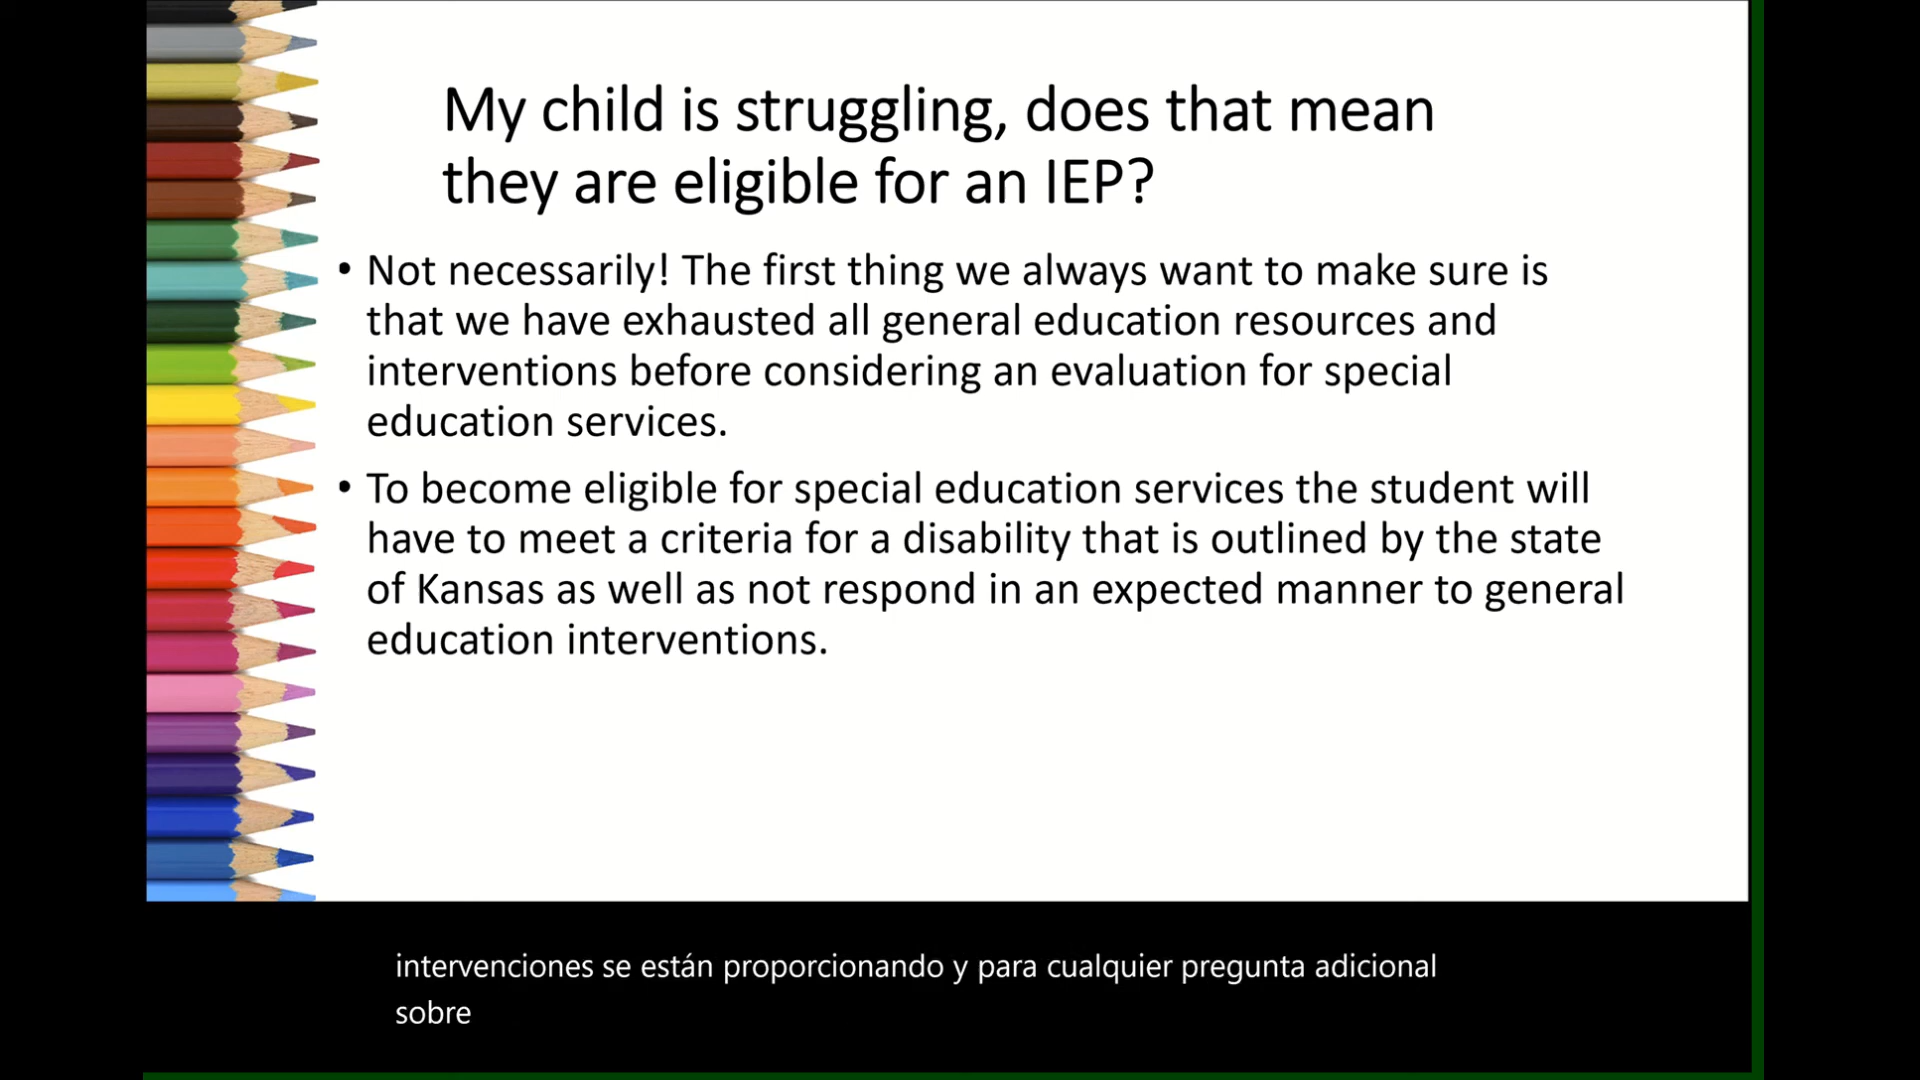 My child is struggling, does that mean
they are eligible for an IEP?
• Not necessarily! The first thing we always want to make sure is
that we have exhausted all general education resources and
interventions before considering an evaluation for special
education services.
• To become eligible for special education services the student will
have to meet a criteria for a disability that is outlined by the state
of Kansas as well as not respond in an expected manner to general
education interventions.
intervenciones se están proporcionando y para cualquier pregunta adicional
sobre